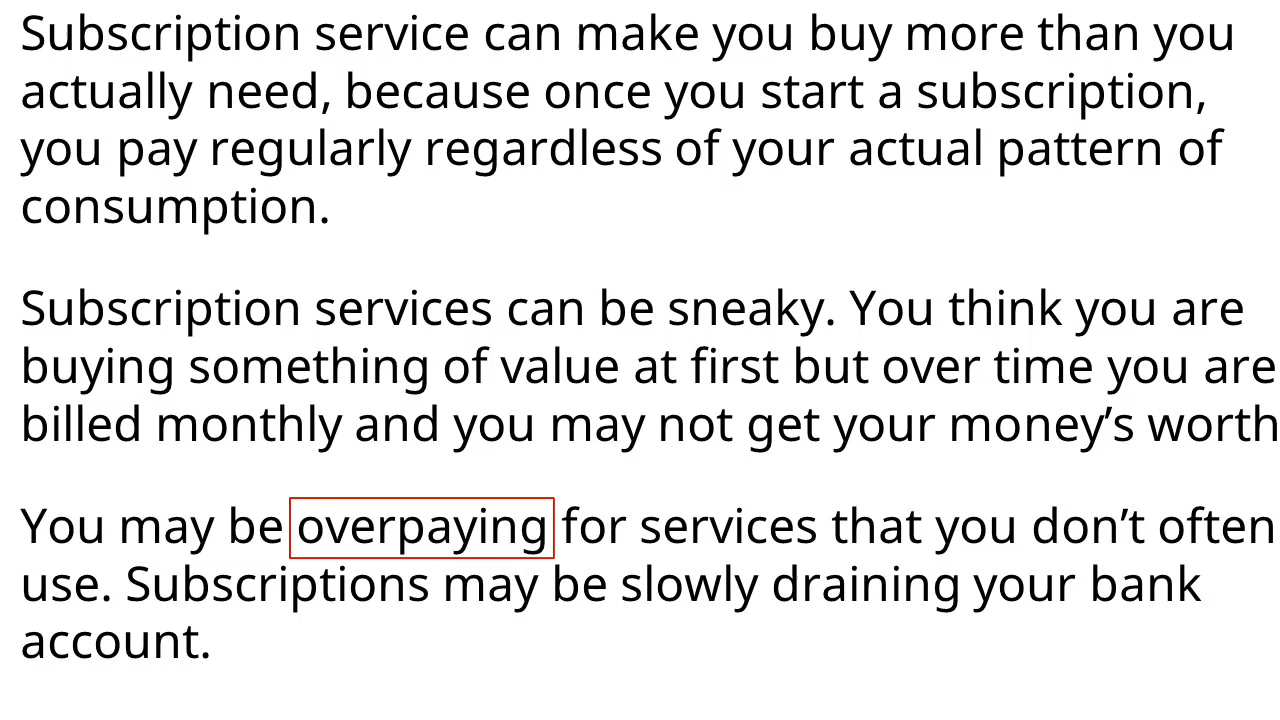 Subscription service can make you buy more than you
actually need, because once you start a subscription,
you pay regularly regardless of your actual pattern of
consumption.
Subscription services can be sneaky. You think you are
buying something of value at first but over time you are
billed monthly and you may not get your money’s worth
You may be overpaying for services that you don’t often
use. Subscriptions may be slowly draining your bank
account.